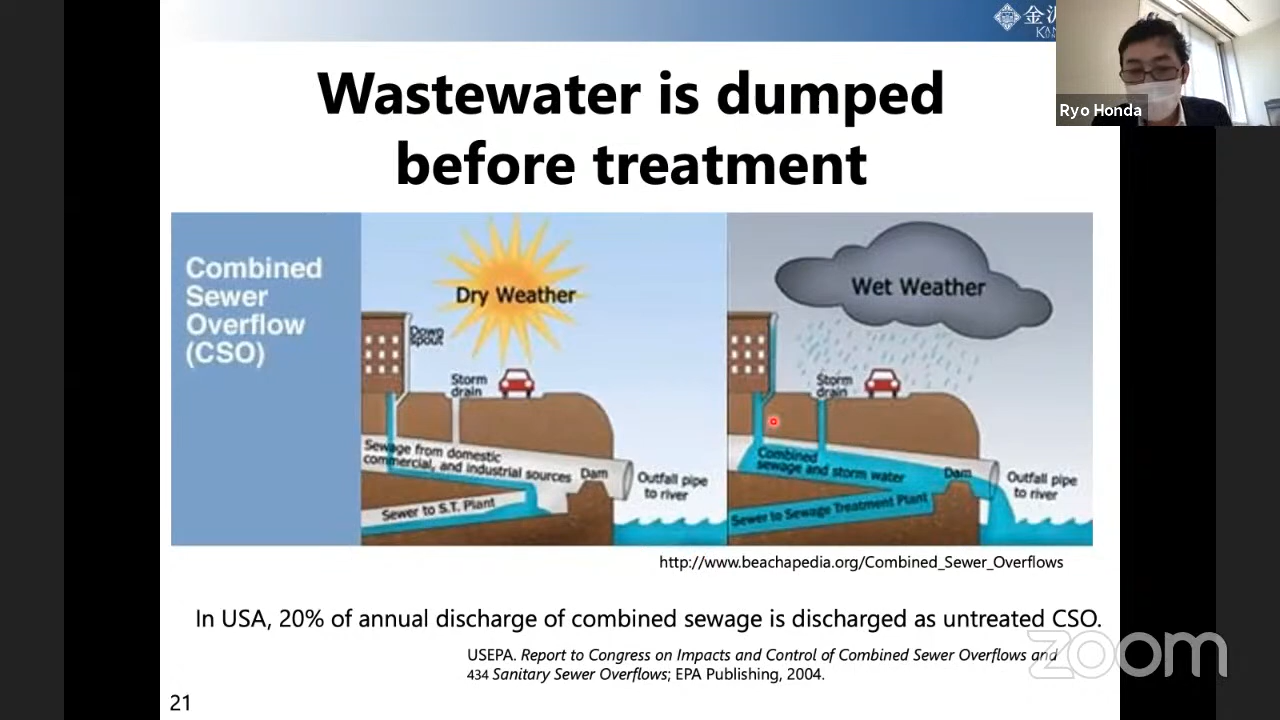 金沢
Ryo Honda
Wastewater is dumped
before treatment
Combined
Sewer
Overflow
(CSO)
Dry Weather
Down
spout
Storm
drain
Sewage from domestic
commercial, and industrial sources
Dam
Outfall pipe
to river
Sewer to S.T. Plant
Wet Weather
Storm
drain
Combined
sewage and storm water
Dam
Outfall pipe
to river
Sewer to Sewage Treatment Plant
http://www.beachapedia.org/Combined_Sewer_Overflows
In USA, 20% of annual discharge of combined sewage is discharged as untreated CSO.
USEPA. Report to Congress on Impacts and Control of Combined Sewer Overflows and
434 Sanitary Sewer Overflows; EPA Publishing, 2004.
zoom
21